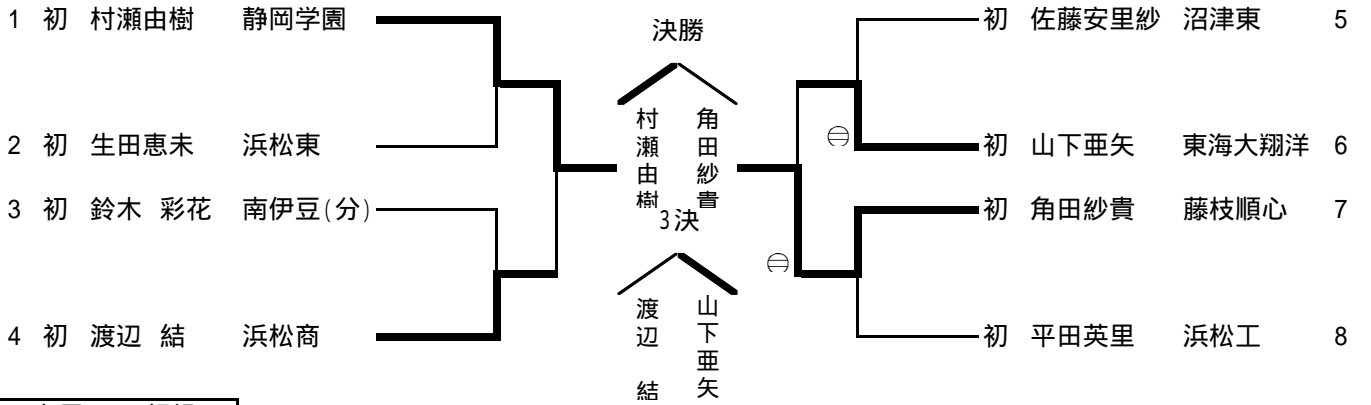 1 初 村瀬由樹 静岡学園
2 初 生田恵未 浜松東
3 初 鈴木 彩花 南伊豆(分)
4 初 渡辺 結 浜松商
決勝
村瀬由樹
角田紗貴
3決
渡辺 結
山下亜矢
初 佐藤安里紗 沼津東 5
㊂
初 山下亜矢 東海大翔洋 6
初 角田紗貴 藤枝順心 7
㊂
初 平田英里 浜松工 8